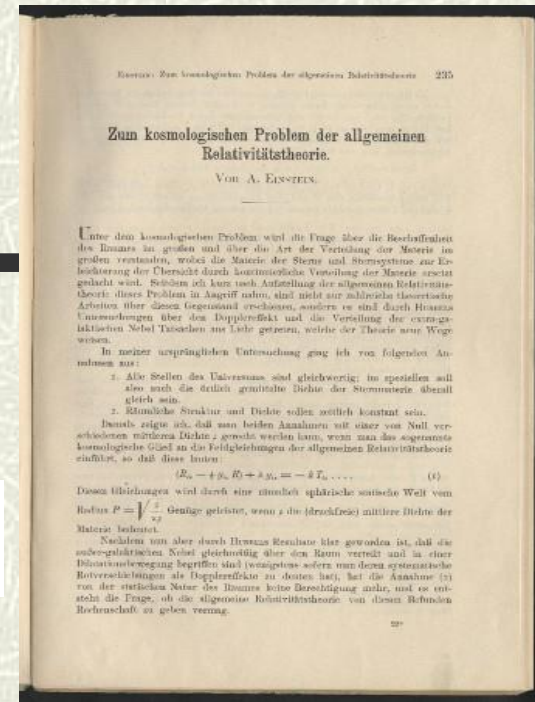 EINSTEIN: Zum kosmologischen Problem der allgemeinen Relativitätstheorie 235
Zum kosmologischen Problem der allgemeinen
Relativitätstheorie.
VON A. EINSTEIN.
Unter dem kosmologischen Problem wird die Frage über die Beschaffenheit
des Raumes im großen und über die Art der Verteilung der Materie im
großen verstanden, wobei die Materie der Sterne und Sternsysteme zur Er-
leichterung der Übersicht durch kontinuierliche Verteilung der Materie ersetzt
gedacht wird. Seitdem ich kurz nach Aufstellung der allgemeinen Relativitäts-
theorie dieses Problem in Angriff nahm, sind nicht nur zahlreiche theoretische
Arbeiten über diesen Gegenstand erschienen, sondern es sind durch HUBBELS
Untersuchungen über den Dopplereffekt und die Verteilung der extra-ga-
laktischen Nebel Tatsachen ans Licht getreten, welche der Theorie neue Wege
weisen.
In meiner ursprünglichen Untersuchung ging ich von folgenden An-
nahmen aus:
1. Alle Stellen des Universums sind gleichwertig; im speziellen soll
also auch die örtlich gemittelte Dichte der Sternmaterie überall
gleich sein.
2. Räumliche Struktur und Dichte sollen zeitlich konstant sein.
Damals zeigte ich, daß man beiden Annahmen mit einer von Null ver-
schiedenen mittleren Dichte ρ gerecht werden kann, wenn man das sogenannte
kosmologische Glied in die Feldgleichungen der allgemeinen Relativitätstheorie
einführt, so daß diese lauten:
(1)
Diesen Gleichungen wird durch eine räumlich sphärische statische Welt vom
Radius P = Genüge geleistet, wenn ρ die (druckfreie) mittlere Dichte der
Materie bedeutet.
Nachdem nun aber durch HUBBELS Resultate klar geworden ist, daß die
außer-galaktischen Nebel gleichmäßig über den Raum verteilt und in einer
Dilatationsbewegung begriffen sind (wenigstens sofern man deren systematische
Rotverschiebungen als Dopplereffekte zu deuten hat), hat die Annahme (2)
von der statischen Natur des Raumes keine Berechtigung mehr, und es ent-
steht die Frage, ob die allgemeine Relativitätstheorie von diesen Befunden
Rechenschaft zu geben vermag.